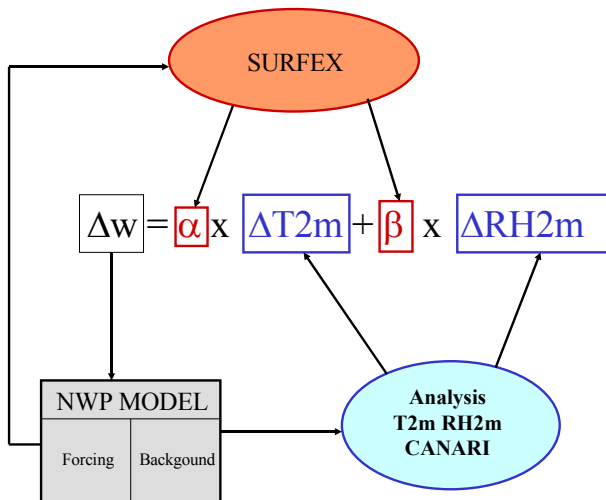 SURFEX
Δw = α x ΔT2m + β x ΔRH2m
NWP MODEL
Forcing Backgound
Analysis
T2m RH2m
CANARI